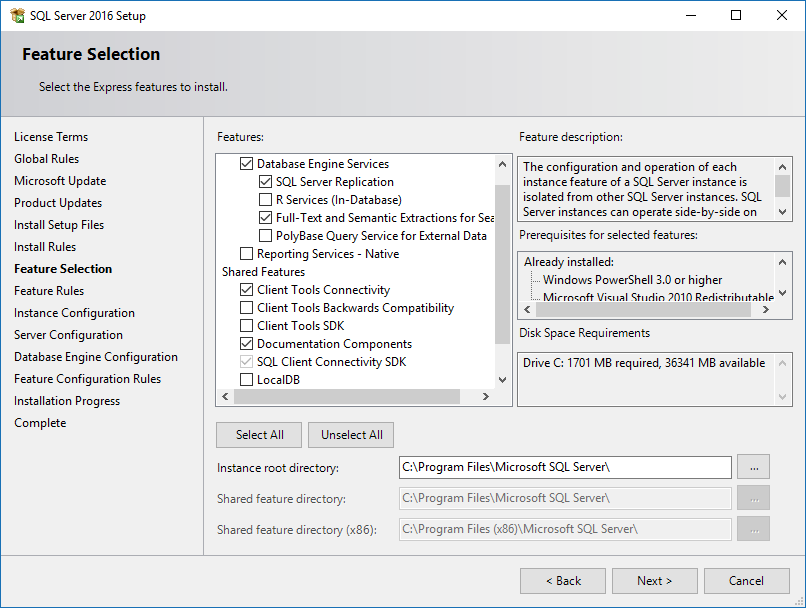 SQL Server 2016 Setup
Feature Selection
Select the Express features to install.
License Terms
Global Rules
Microsoft Update
Product Updates
Install Setup Files
Install Rules
Feature Selection
Feature Rules
Instance Configuration
Server Configuration
Database Engine Configuration
Feature Configuration Rules
Installation Progress
Complete
Features:
Database Engine Services
SQL Server Replication
R Services (In-Database)
Full-Text and Semantic Extractions for Sea
PolyBase Query Service for External Data
Reporting Services - Native
Shared Features
Client Tools Connectivity
Client Tools Backwards Compatibility
Client Tools SDK
Documentation Components
SQL Client Connectivity SDK
LocalDB
Feature description:
The configuration and operation of each
instance feature of a SQL Server instance is
isolated from other SQL Server instances. SQL
Server instances can operate side-by-side on
Prerequisites for selected features:
Already installed:
Windows PowerShell 3.0 or higher
Microsoft Visual Studio 2010 Redistributable
Disk Space Requirements
Drive C: 1701 MB required, 36341 MB available
Select All
Unselect All
Instance root directory:
C:\Program Files\Microsoft SQL Server\
...
Shared feature directory:
C:\Program Files\Microsoft SQL Server\
...
Shared feature directory (x86):
C:\Program Files (x86)\Microsoft SQL Server\
...
< Back
Next >
Cancel